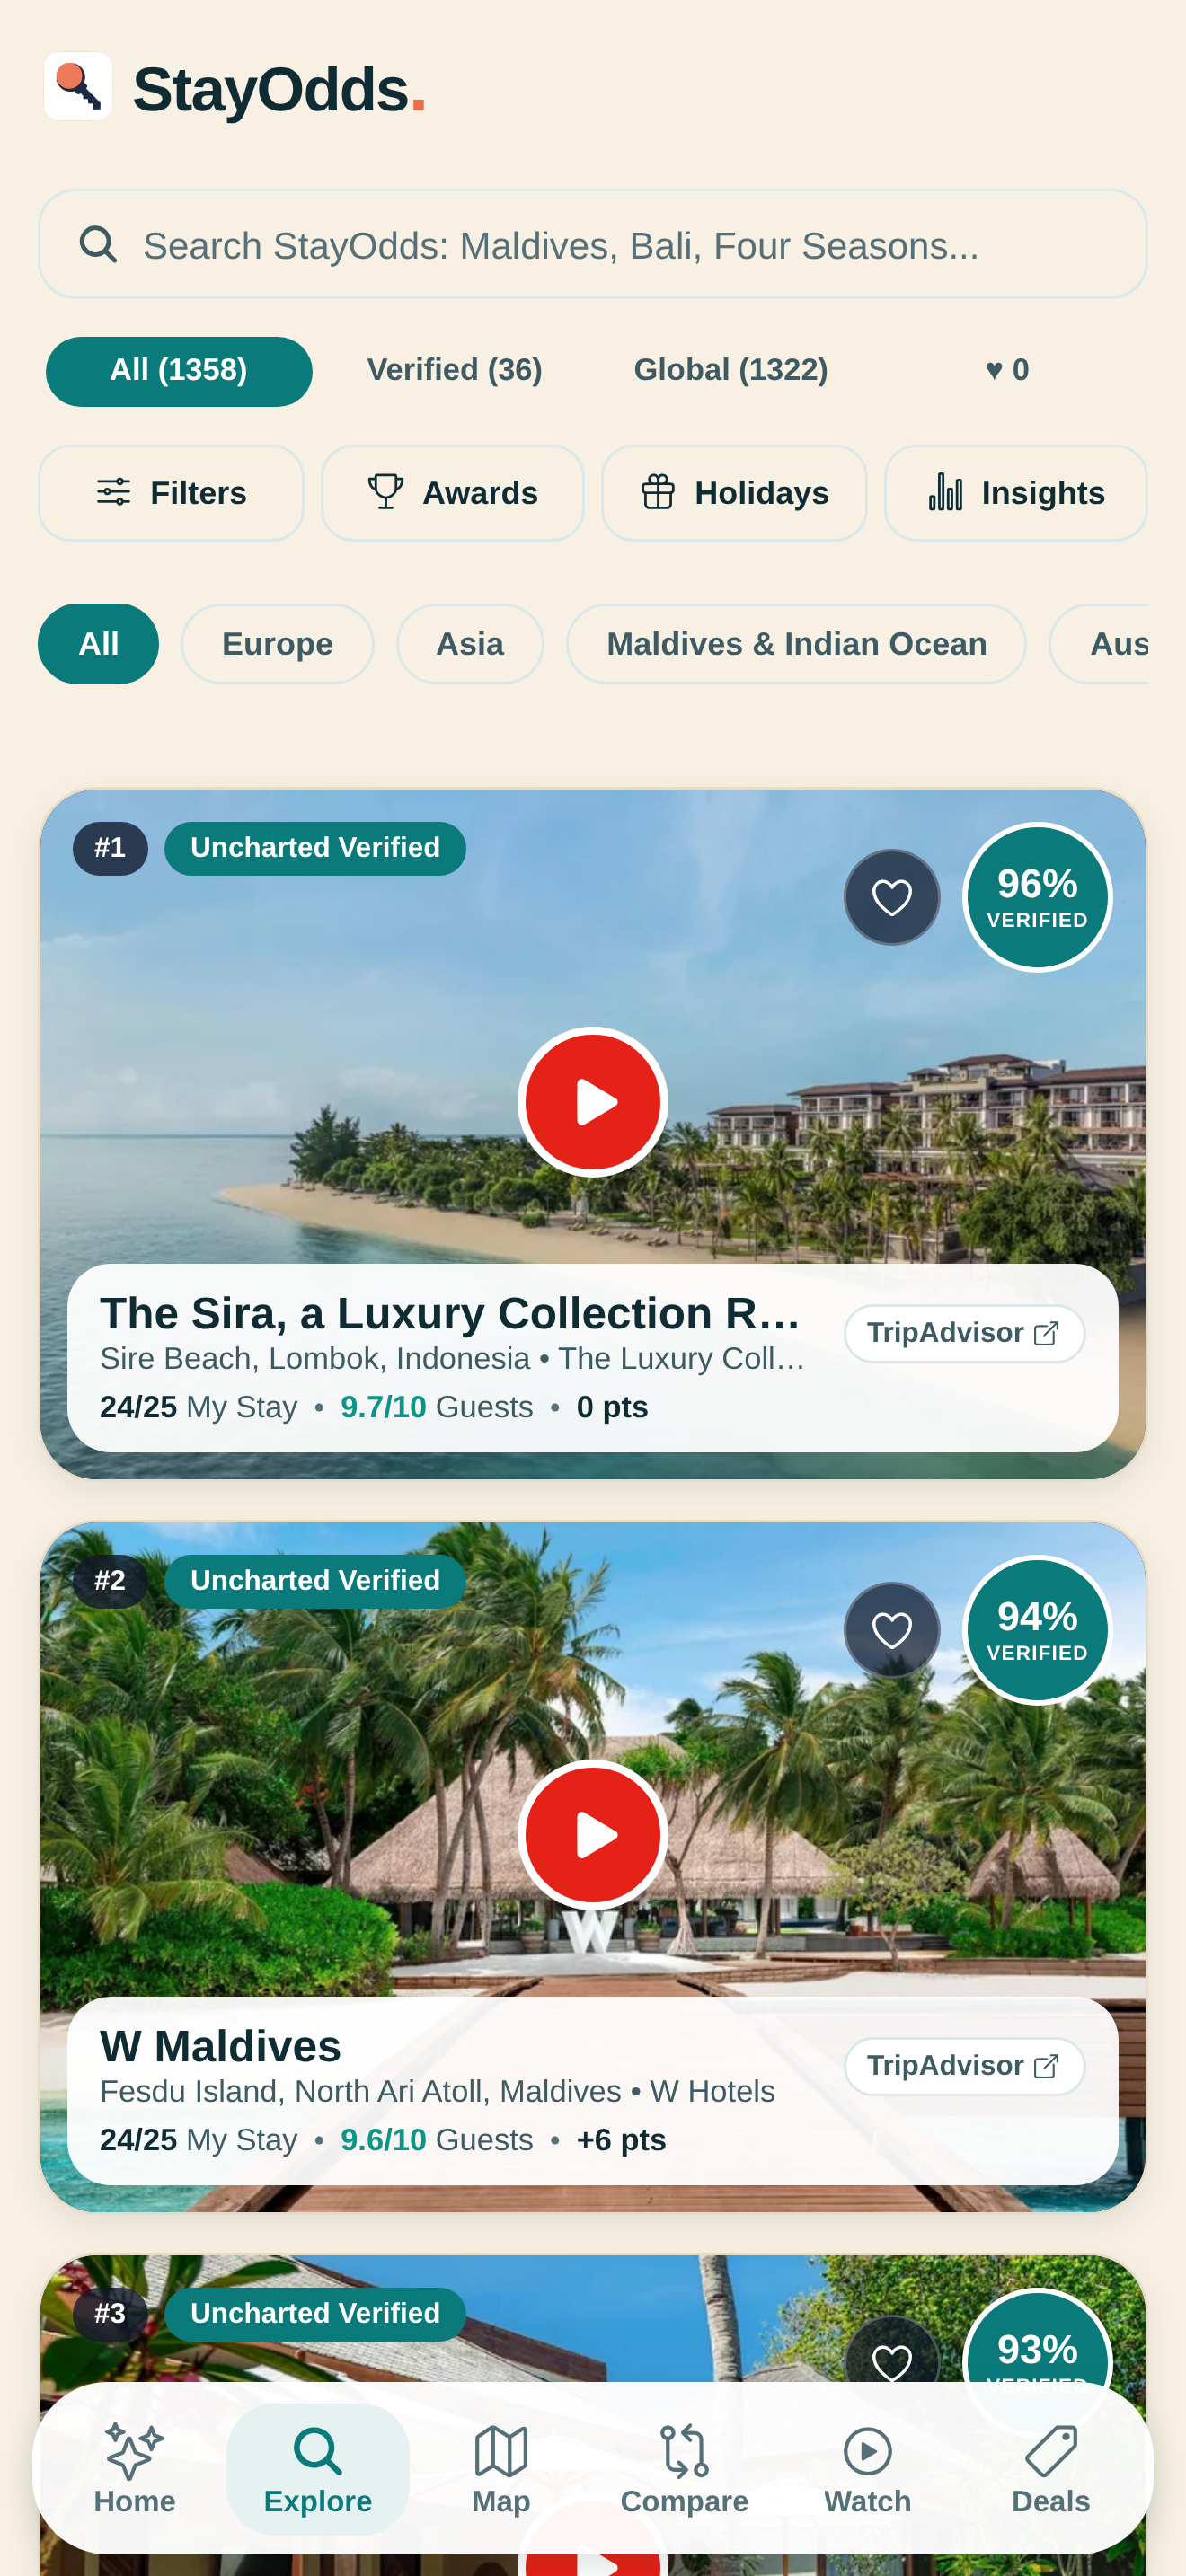 StayOdds.
Search StayOdds: Maldives, Bali, Four Seasons...
All (1358) Verified (36) Global (1322) ♥ 0
Filters Awards Holidays Insights
All Europe Asia Maldives & Indian Ocean Aus
#1 Uncharted Verified
96%
VERIFIED
The Sira, a Luxury Collection R...
TripAdvisor
Sire Beach, Lombok, Indonesia • The Luxury Coll...
24/25 My Stay • 9.7/10 Guests • 0 pts
#2 Uncharted Verified
94%
VERIFIED
W
W Maldives
TripAdvisor
Fesdu Island, North Ari Atoll, Maldives • W Hotels
24/25 My Stay • 9.6/10 Guests • +6 pts
#3 Uncharted Verified
93%
VERIFIED
Home Explore Map Compare Watch Deals